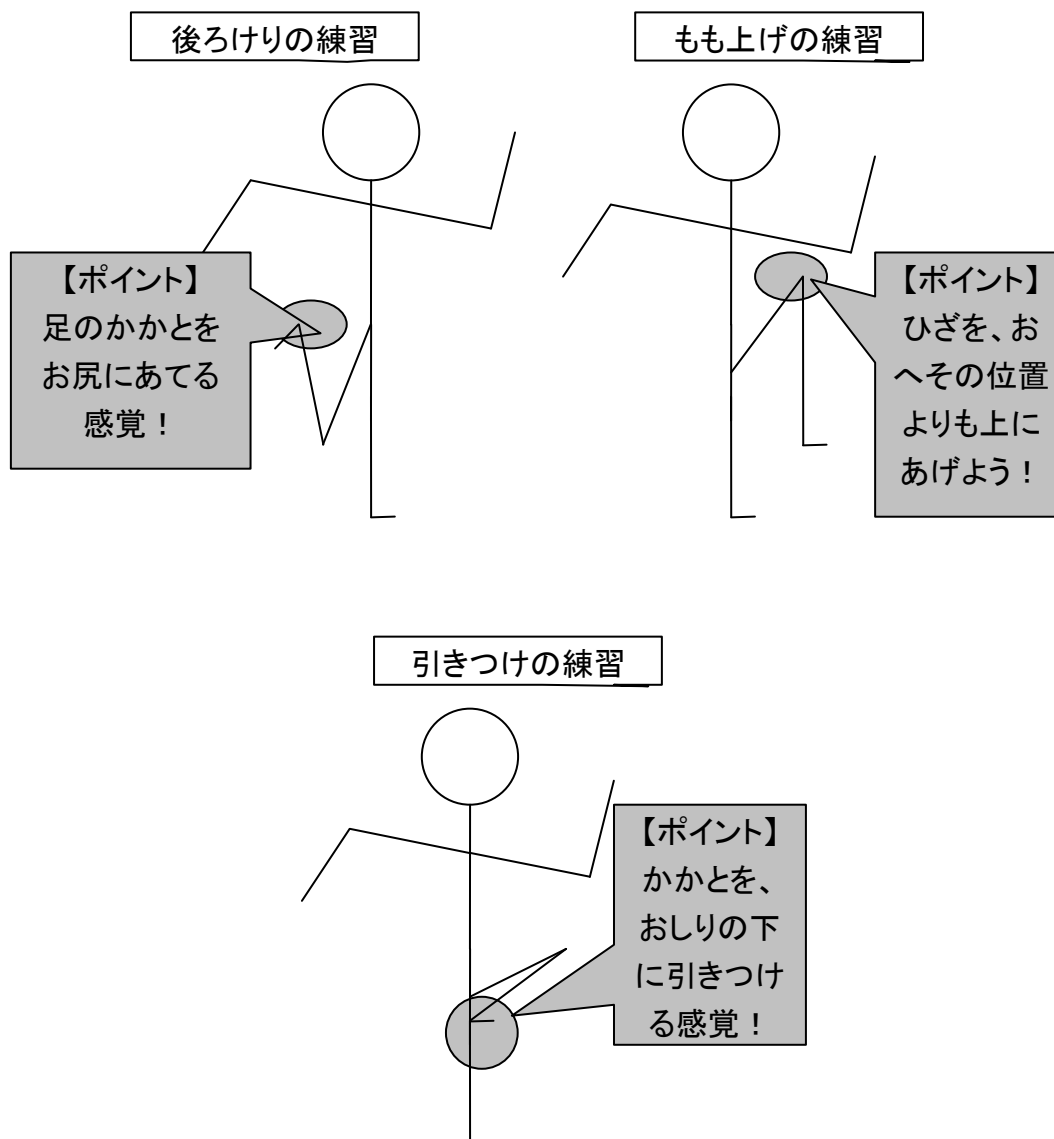 後ろけりの練習
もも上げの練習
【ポイント】
足のかかとを
お尻にあてる
感覚！
【ポイント】
ひざを、お
へその位置
よりも上に
あげよう！
引きつけの練習
【ポイント】
かかとを、
おしりの下
に引きつけ
る感覚！